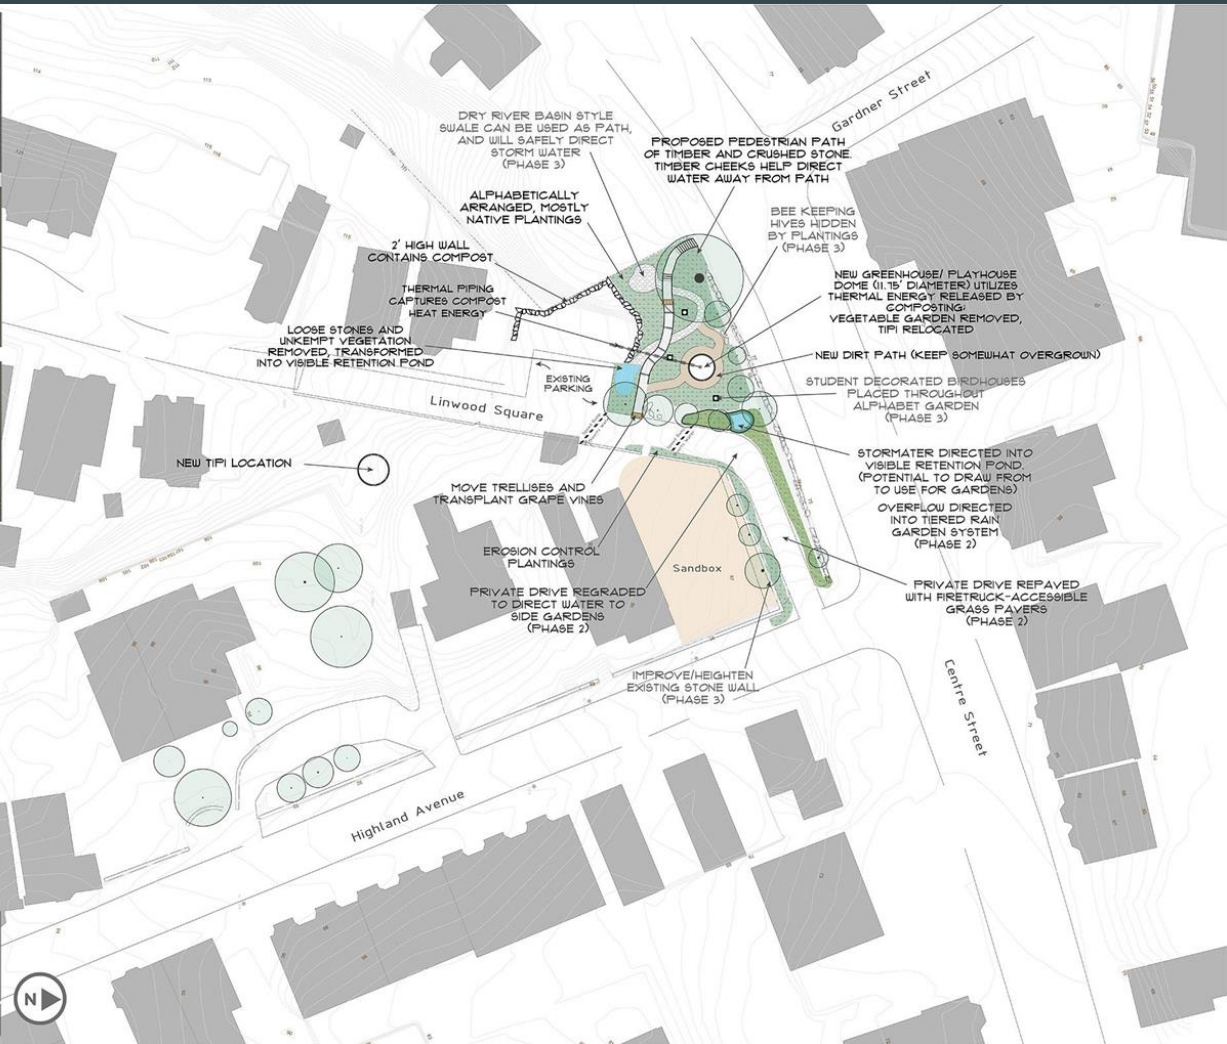 Gardner Street
DRY RIVER BASIN STYLE
SWALE CAN BE USED AS PATH,
AND WILL SAFELY DIRECT
STORM WATER
(PHASE 3)
PROPOSED PEDESTRIAN PATH
OF TIMBER AND CRUSHED STONE.
TIMBER CHEEKS HELP DIRECT
WATER AWAY FROM PATH
ALPHABETICALLY
ARRANGED, MOSTLY
NATIVE PLANTINGS
BEE KEEPING
HIVES HIDDEN
BY PLANTINGS
(PHASE 3)
2' HIGH WALL
CONTAINS COMPOST
THERMAL PIPING
CAPTURES COMPOST
HEAT ENERGY
NEW GREENHOUSE/ PLAYHOUSE
DOME (11.75' DIAMETER) UTILIZES
THERMAL ENERGY RELEASED BY
COMPOSTING:
VEGETABLE GARDEN REMOVED,
TIPI RELOCATED
LOOSE STONES AND
UNKEMPT VEGETATION
REMOVED, TRANSFORMED
INTO VISIBLE RETENTION POND
NEW DIRT PATH (KEEP SOMEWHAT OVERGROWN)
EXISTING
PARKING
STUDENT DECORATED BIRDHOUSES
PLACED THROUGHOUT
ALPHABET GARDEN
(PHASE 3)
Linwood Square
NEW TIPI LOCATION
STORMATER DIRECTED INTO
VISIBLE RETENTION POND.
(POTENTIAL TO DRAW FROM
TO USE FOR GARDENS)
MOVE TRELLISES AND
TRANSPLANT GRAPE VINES
OVERFLOW DIRECTED
INTO TIERED RAIN
GARDEN SYSTEM
(PHASE 2)
EROSION CONTROL
PLANTINGS
Sandbox
PRIVATE DRIVE REGRADED
TO DIRECT WATER TO
SIDE GARDENS
(PHASE 2)
PRIVATE DRIVE REPAVED
WITH FIRETRUCK-ACCESSIBLE
GRASS PAVERS
(PHASE 2)
IMPROVE/HEIGHTEN
EXISTING STONE WALL
(PHASE 3)
Centre Street
Highland Avenue
N